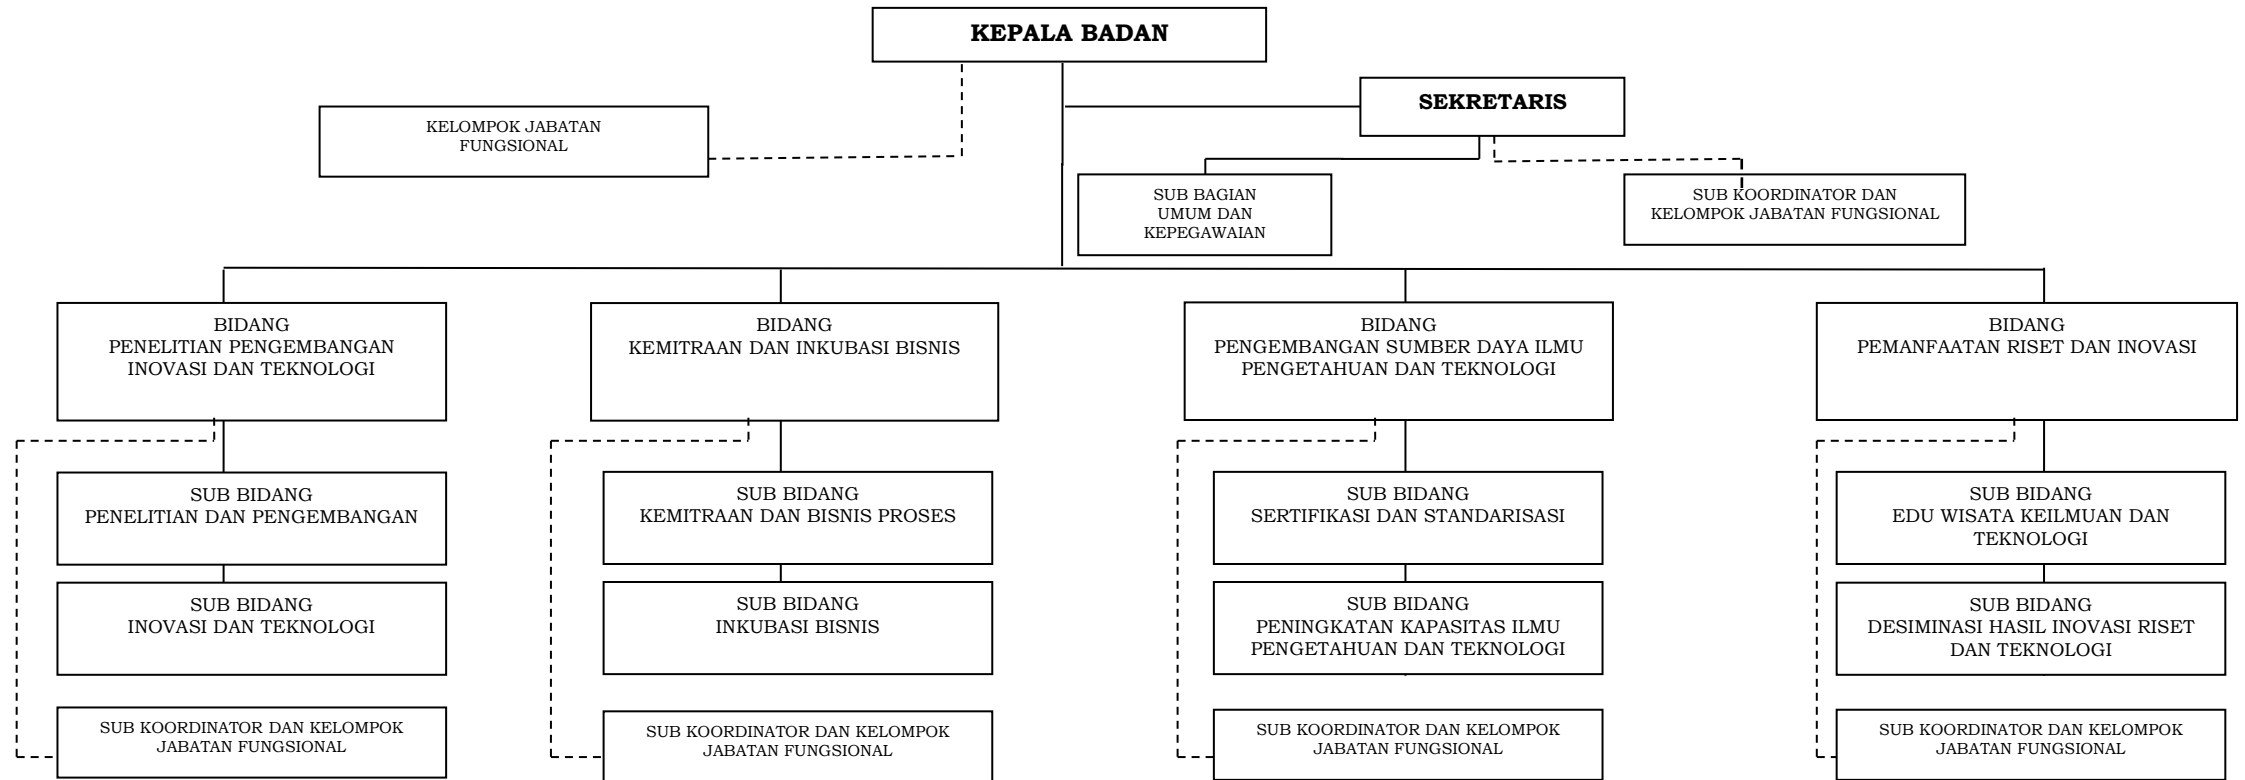 KEPALA BADAN
SEKRETARIS
KELOMPOK JABATAN
FUNGSIONAL
SUB BAGIAN
UMUM DAN
KEPEGAWAIAN
SUB KOORDINATOR DAN
KELOMPOK JABATAN FUNGSIONAL
BIDANG
PENELITIAN PENGEMBANGAN
INOVASI DAN TEKNOLOGI
BIDANG
KEMITRAAN DAN INKUBASI BISNIS
BIDANG
PENGEMBANGAN SUMBER DAYA ILMU
PENGETAHUAN DAN TEKNOLOGI
BIDANG
PEMANFAATAN RISET DAN INOVASI
SUB BIDANG
PENELITIAN DAN PENGEMBANGAN
SUB BIDANG
KEMITRAAN DAN BISNIS PROSES
SUB BIDANG
SERTIFIKASI DAN STANDARISASI
SUB BIDANG
EDU WISATA KEILMUAN DAN
TEKNOLOGI
SUB BIDANG
INOVASI DAN TEKNOLOGI
SUB BIDANG
INKUBASI BISNIS
SUB BIDANG
PENINGKATAN KAPASITAS ILMU
PENGETAHUAN DAN TEKNOLOGI
SUB BIDANG
DESIMINASI HASIL INOVASI RISET
DAN TEKNOLOGI
SUB KOORDINATOR DAN KELOMPOK
JABATAN FUNGSIONAL
SUB KOORDINATOR DAN KELOMPOK
JABATAN FUNGSIONAL
SUB KOORDINATOR DAN KELOMPOK
JABATAN FUNGSIONAL
SUB KOORDINATOR DAN KELOMPOK
JABATAN FUNGSIONAL